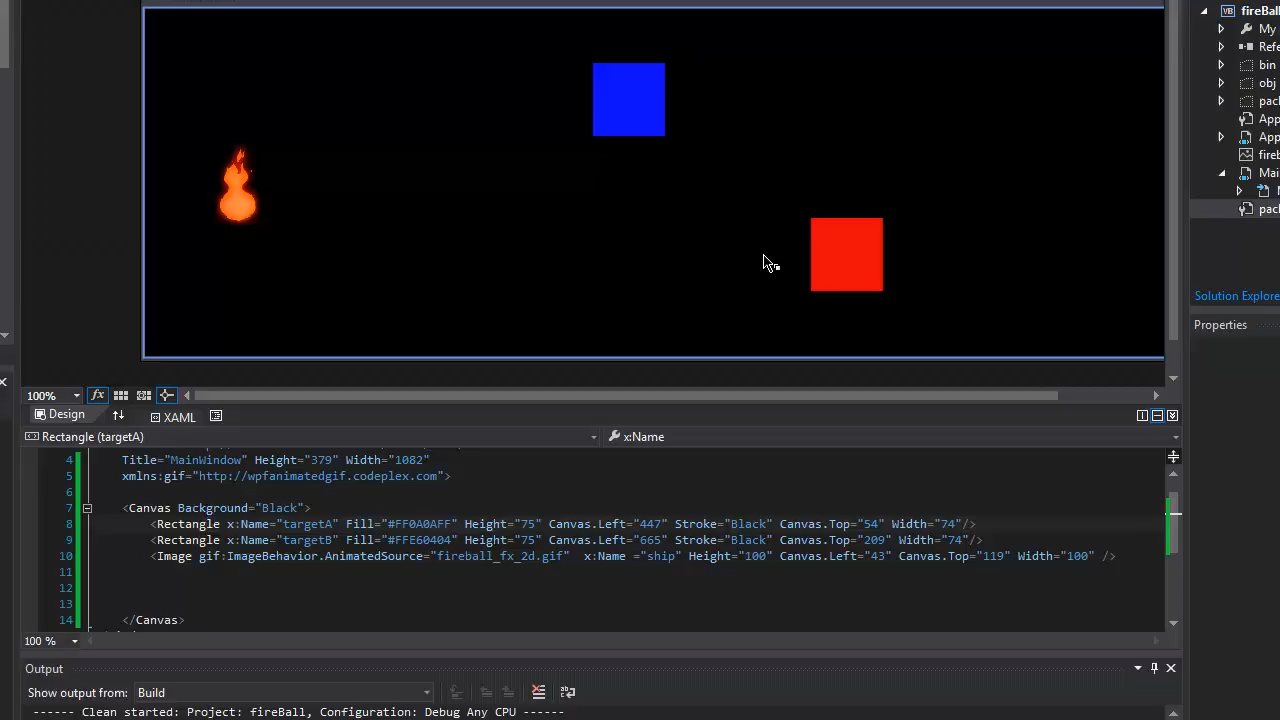 fireBall
My
Refe
bin
obj
pack
App
App
fireb
Mai
pack
Solution Explore
Properties
100%
fx
Design
XAML
Rectangle (targetA)
x:Name
4 Title="MainWindow" Height="379" Width="1082"
5 xmlns:gif="http://wpfanimatedgif.codeplex.com">
6
7 <Canvas Background="Black">
8 <Rectangle x:Name="targetA" Fill="#FF0A0AFF" Height="75" Canvas.Left="447" Stroke="Black" Canvas.Top="54" Width="74"/>
9 <Rectangle x:Name="targetB" Fill="#FFE60404" Height="75" Canvas.Left="665" Stroke="Black" Canvas.Top="209" Width="74"/>
10 <Image gif:ImageBehavior.AnimatedSource="fireball_fx_2d.gif" x:Name ="ship" Height="100" Canvas.Left="43" Canvas.Top="119" Width="100" />
11
12
13
14 </Canvas>
100 %
Output
Show output from: Build
------ Clean started: Project: fireBall, Configuration: Debug Any CPU ------